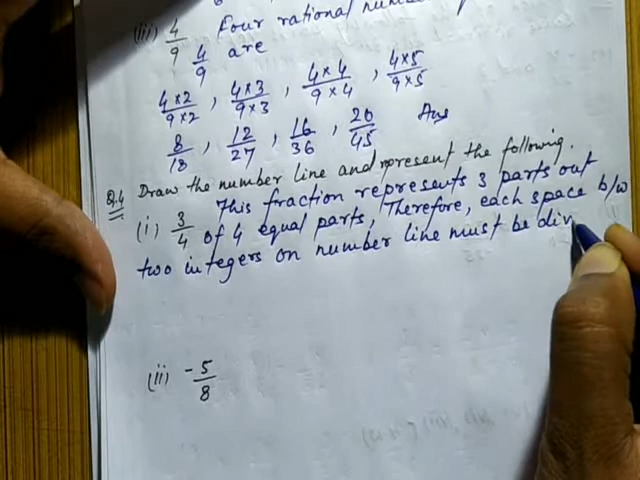 (iii) 4/9 Four rational num
4/9 are
4×2/9×2 , 4×3/9×3 , 4×4/9×4 , 4×5/9×5
8/18 , 12/27 , 16/36 , 20/45 Ans
Q.4 Draw the number line and represent the following.
This fraction represents 3 parts out
(i) 3/4 of 4 equal parts, Therefore, each space b/w
two integers on number line must be div
(ii) -5/8